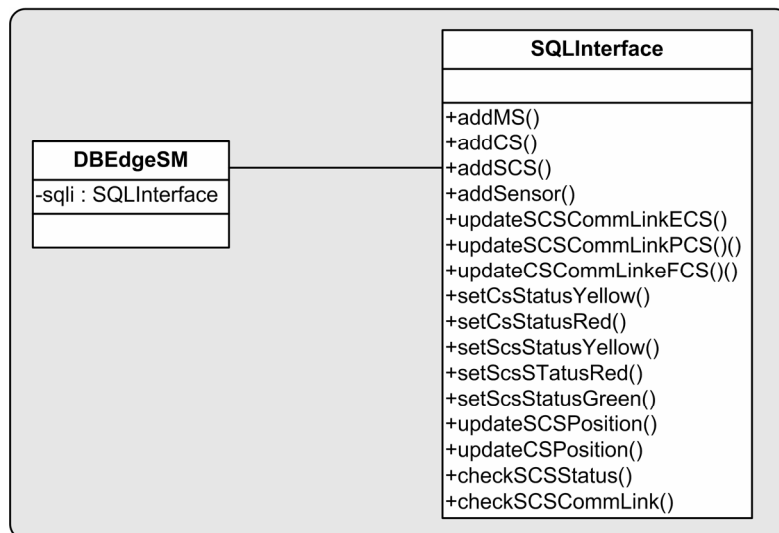 DBEdgeSM
-sqli : SQLInterface
SQLInterface
+addMS()
+addCS()
+addSCS()
+addSensor()
+updateSCSCommLinkECS()
+updateSCSCommLinkPCS()()
+updateCSCommLinkeFCS()()
+setCsStatusYellow()
+setCsStatusRed()
+setScsStatusYellow()
+setScsSTatusRed()
+setScsStatusGreen()
+updateSCSPosition()
+updateCSPosition()
+checkSCSStatus()
+checkSCSCommLink()